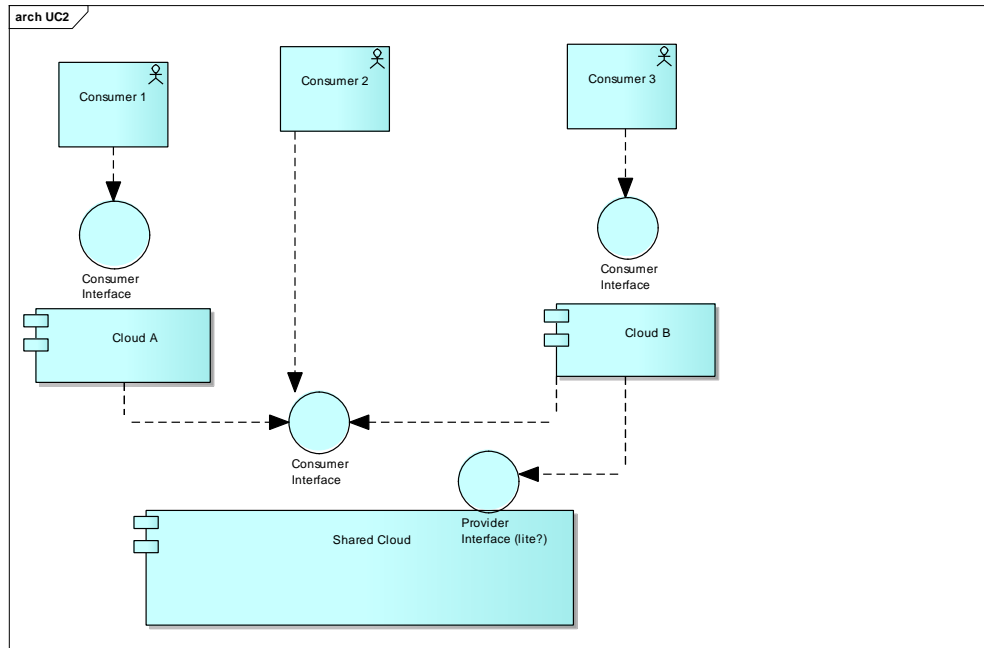 arch UC2
Consumer 1
Consumer 2
Consumer 3
Consumer
Interface
Consumer
Interface
Cloud A
Cloud B
Consumer
Interface
Provider
Interface (lite?)
Shared Cloud